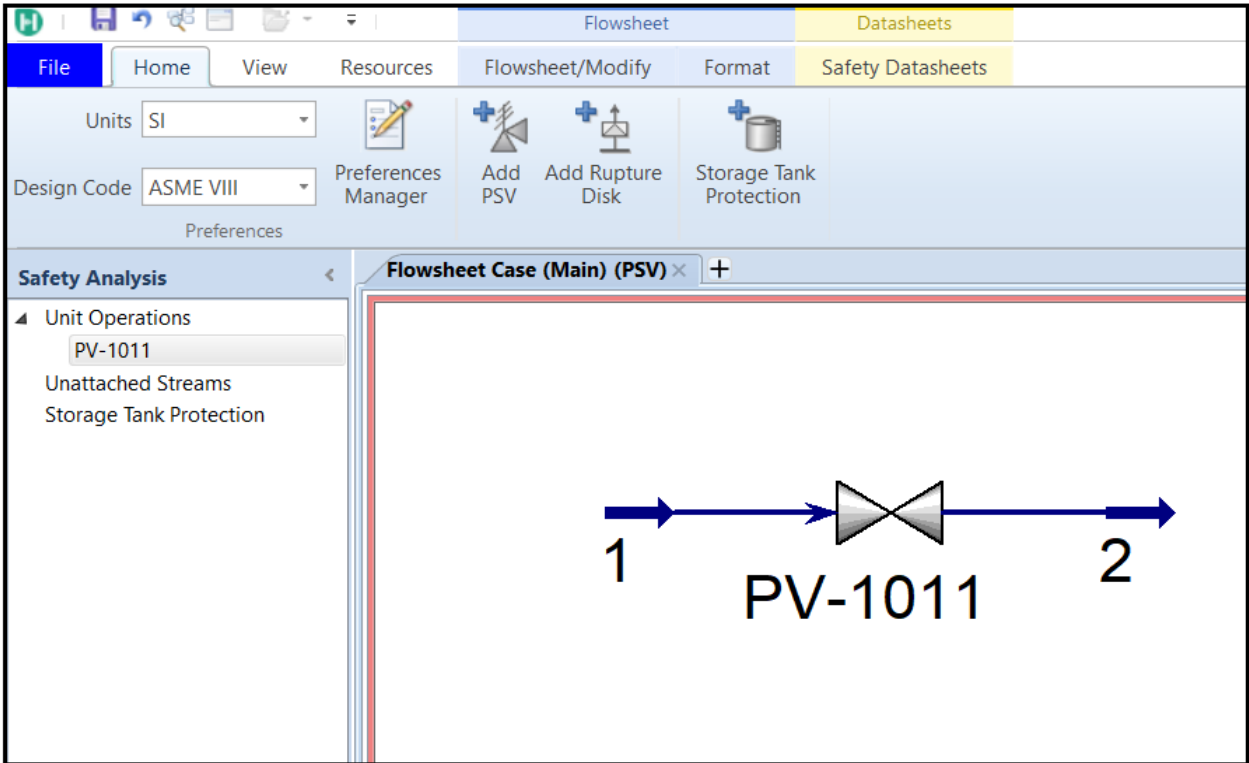 H
Flowsheet Datasheets
File Home View Resources Flowsheet/Modify Format Safety Datasheets
Units SI
Design Code ASME VIII
Preferences
Manager
Add
PSV
Add Rupture
Disk
Storage Tank
Protection
Preferences
Safety Analysis
Unit Operations
PV-1011
Unattached Streams
Storage Tank Protection
Flowsheet Case (Main) (PSV)
1
PV-1011
2